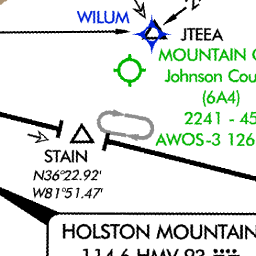 WILUM
JTEEA
MOUNTAIN
Johnson
(6A4)
2241 - 45
AWOS-3 126
STAIN
N36°22.92'
W81°51.47'
HOLSTON MOUNTAIN
HMV